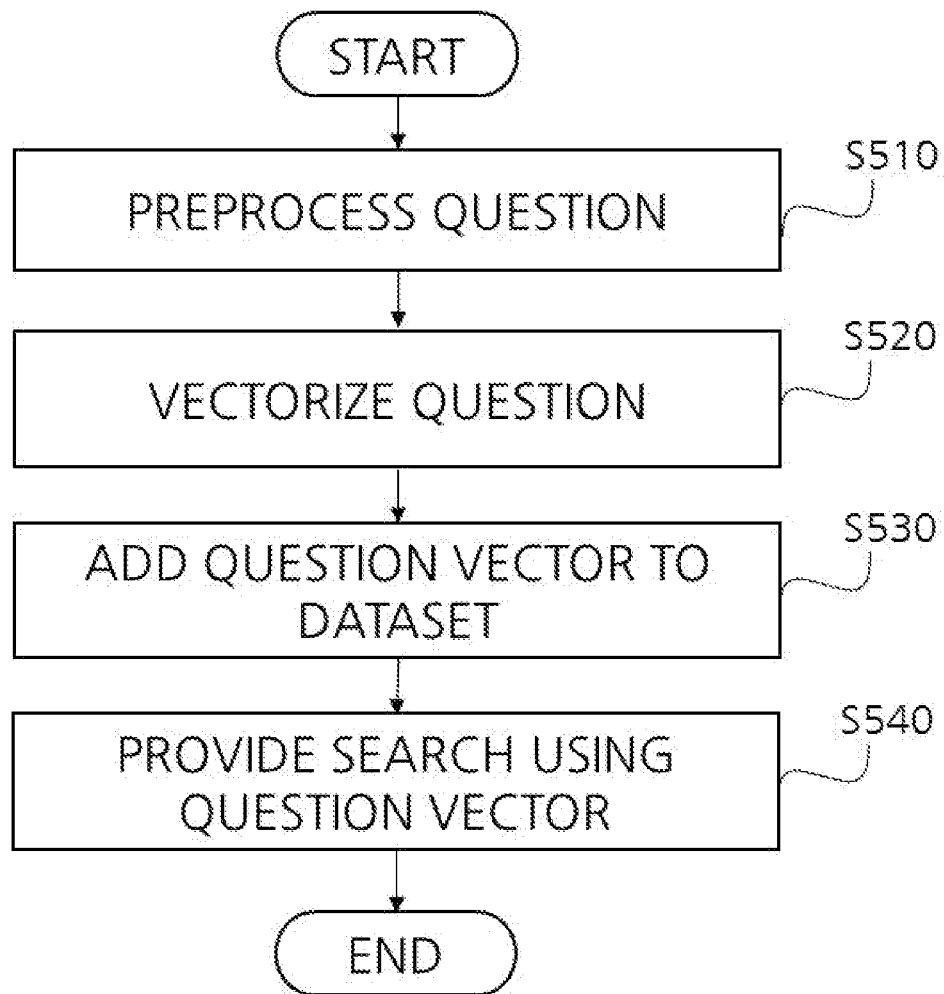 START
S510
PREPROCESS QUESTION
S520
VECTORIZE QUESTION
S530
ADD QUESTION VECTOR TO
DATASET
S540
PROVIDE SEARCH USING
QUESTION VECTOR
END